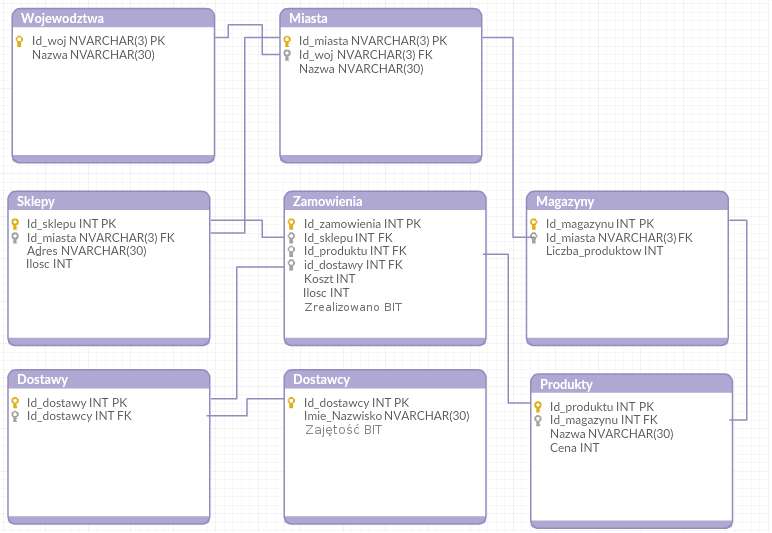 Wojewodztwa
Id_woj NVARCHAR(3) PK
Nazwa NVARCHAR(30)
Miasta
Id_miasta NVARCHAR(3) PK
Id_woj NVARCHAR(3) FK
Nazwa NVARCHAR(30)
Sklepy
Id_sklepu INT PK
Id_miasta NVARCHAR(3) FK
Adres NVARCHAR(30)
Ilosc INT
Zamowienia
Id_zamowienia INT PK
Id_sklepu INT FK
Id_produktu INT FK
id_dostawy INT FK
Koszt INT
Ilosc INT
Zrealizowano BIT
Magazyny
Id_magazynu INT PK
Id_miasta NVARCHAR(3) FK
Liczba_produktow INT
Dostawy
Id_dostawy INT PK
Id_dostawcy INT FK
Dostawcy
Id_dostawcy INT PK
Imie_Nazwisko NVARCHAR(30)
Zajętość BIT
Produkty
Id_produktu INT PK
Id_magazynu INT FK
Nazwa NVARCHAR(30)
Cena INT